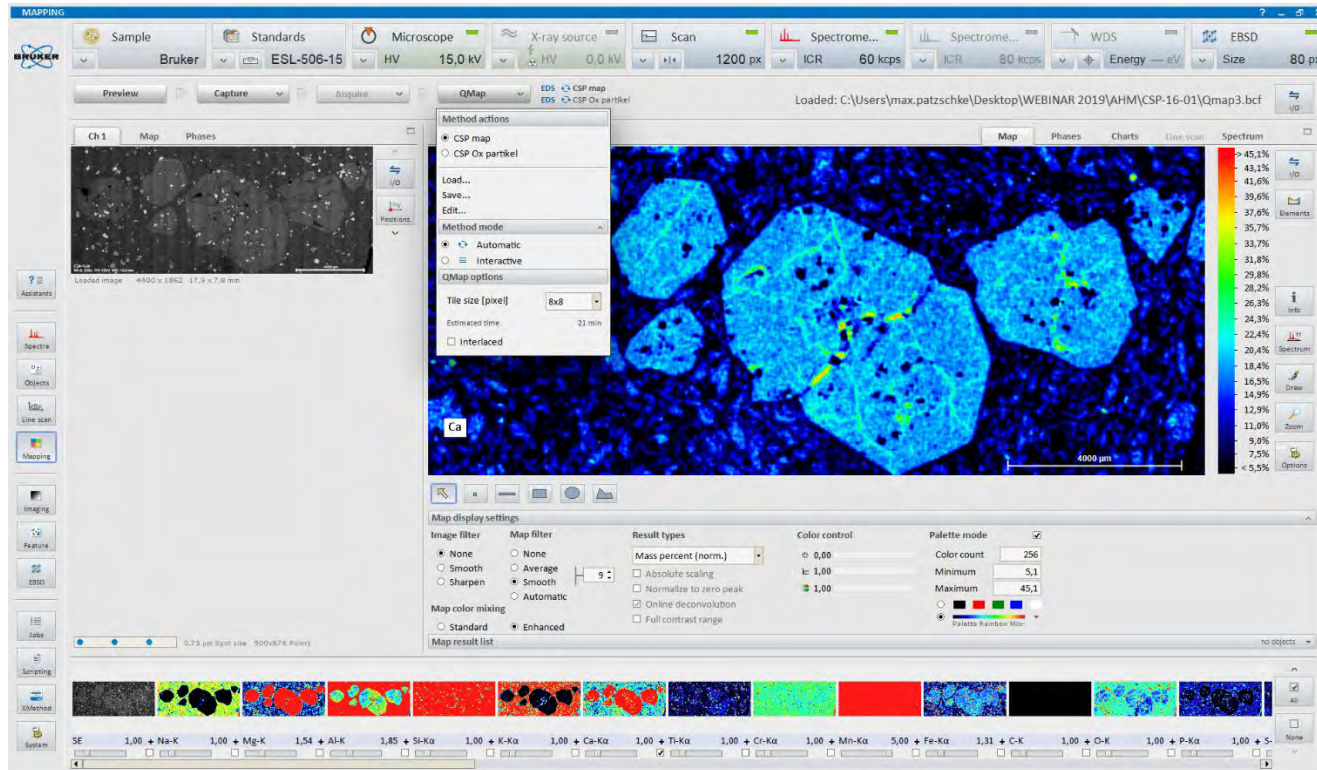 MAPPING
? _
BRUKER
Sample
Bruker
Standards
ESL-506-15
Microscope
HV 15,0 kV
X-ray source
HV 0,0 kV
Scan
1200 px
Spectrome...
ICR 60 kcps
Spectrome...
ICR 80 kcps
WDS
Energy — eV
EBSD
Size 80
Preview
Capture
Acquire
QMap
EDS CSP map
EDS CSP Ox partikel
Loaded: C:\Users\max.patzschke\Desktop\WEBINAR 2019\AHM\CSP-16-01\Qmap3.bcf
I/O
Ch 1 Map Phases
I/O
Positions
Loaded image 4400 x 1862 17,9 x 7,8 mm
Method actions
CSP map
CSP Ox partikel
Load...
Save...
Edit...
Method mode
Automatic
Interactive
QMap options
Tile size [pixel] 8x8
Estimated time 21 min
Interlaced
Map Phases Charts Line scan Spectrum
Ca
4000 µm
> 45,1%
43,1%
41,6%
39,6%
37,6%
35,7%
33,7%
31,8%
29,8%
28,2%
26,3%
24,3%
22,4%
20,4%
18,4%
16,5%
14,9%
12,9%
11,0%
9,0%
7,5%
< 5,5%
I/O
Elements
Info
Spectrum
Draw
Zoom
Options
Assistants
Spectra
Objects
Line scan
Mapping
Imaging
Feature
EBSD
Jobs
Scripting
XMethod
System
Map display settings
Image filter
None
Smooth
Sharpen
Map filter
None
Average
Smooth
Automatic
9
Map color mixing
Standard Enhanced
Result types
Mass percent (norm.)
Absolute scaling
Normalize to zero peak
Online deconvolution
Full contrast range
Color control
0,00
1,00
1,00
Palette mode
Color count 256
Minimum 5,1
Maximum 45,1
Palette Rainbow Mix
Map result list
no objects
0.75 µm Spot size 900x676 Points
SE 1,00 + Na-K 1,00 + Mg-K 1,54 + Al-K 1,85 + Si-Kα 1,00 + K-Kα 1,00 + Ca-Kα 1,00 + Ti-Kα 1,00 + Cr-Kα 1,00 + Mn-Kα 5,00 + Fe-Kα 1,31 + C-K 1,00 + O-K 1,00 + P-Kα 1,00 + S-
All
None